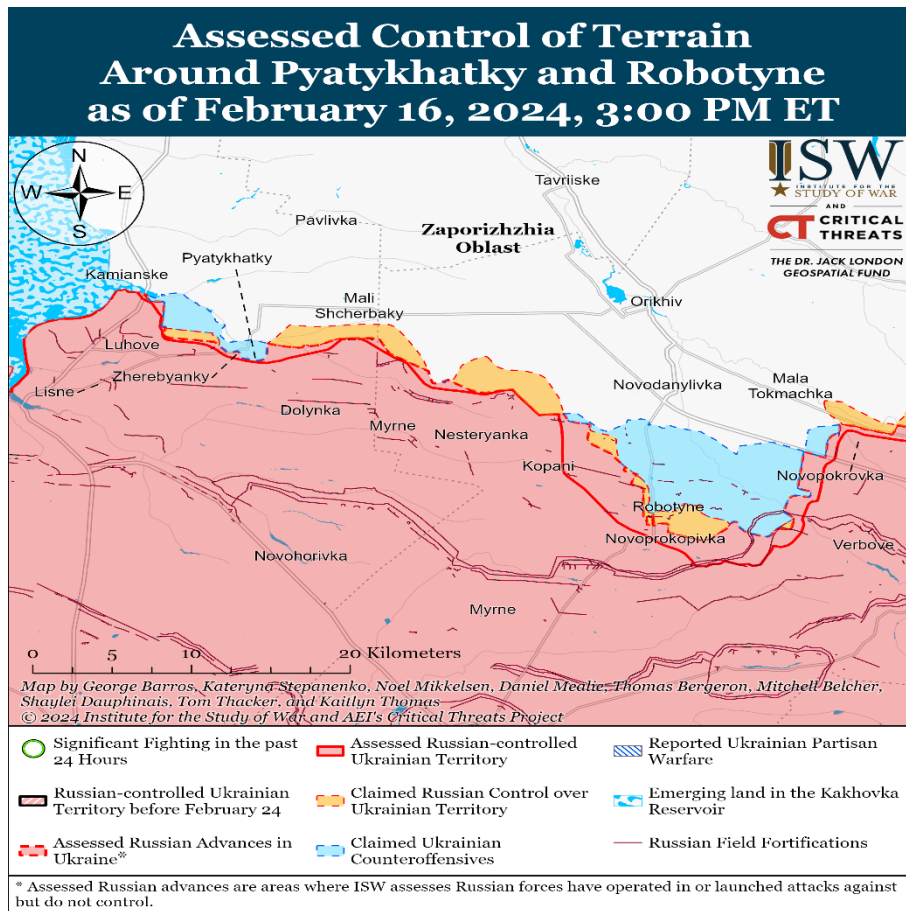 Assessed Control of Terrain
Around Pyatykhatky and Robotyne
as of February 16, 2024, 3:00 PM ET
N
W
E
S
ISW
INSTITUTE FOR THE
STUDY OF WAR
AND
CT CRITICAL
THREATS
THE DR. JACK LONDON
GEOSPATIAL FUND
Tavriiske
Pavlivka
Zaporizhzhia
Oblast
Pyatykhatky
Kamianske
Mali
Shcherbaky
Orikhiv
Luhove
Zherebyanky
Lisne
Novodanylivka
Mala
Tokmachka
Dolynka
Myrne
Nesteryanka
Kopani
Novopokrovka
Robotyne
Novoprokopivka
Verbove
Novohorivka
Myrne
0 5 10 20 Kilometers
Map by George Barros, Kateryna Stepanenko, Noel Mikkelsen, Daniel Mealie, Thomas Bergeron, Mitchell Belcher,
Shaylei Dauphinais, Tom Thacker, and Kaitlyn Thomas
© 2024 Institute for the Study of War and AEI's Critical Threats Project
Significant Fighting in the past
24 Hours
Assessed Russian-controlled
Ukrainian Territory
Reported Ukrainian Partisan
Warfare
Russian-controlled Ukrainian
Territory before February 24
Claimed Russian Control over
Ukrainian Territory
Emerging land in the Kakhovka
Reservoir
Assessed Russian Advances in
Ukraine*
Claimed Ukrainian
Counteroffensives
Russian Field Fortifications
* Assessed Russian advances are areas where ISW assesses Russian forces have operated in or launched attacks against
but do not control.